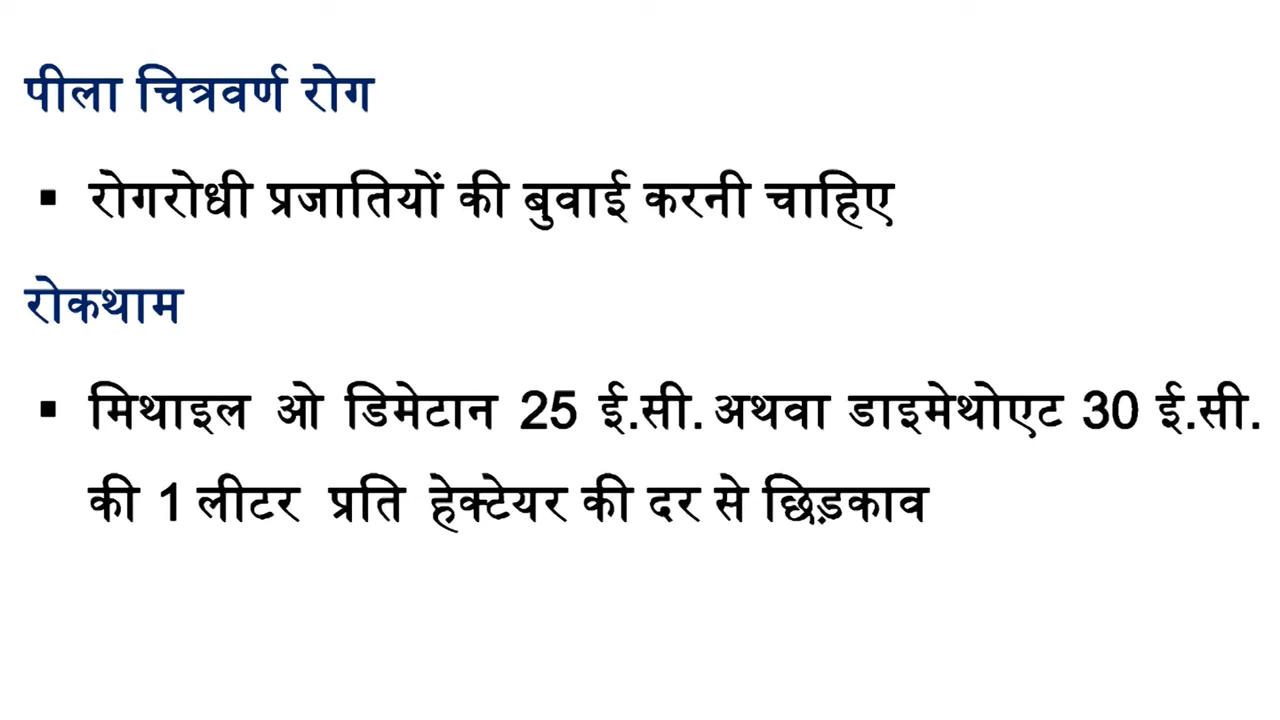 पीला चित्रवर्ण रोग
▪ रोगरोधी प्रजातियों की बुवाई करनी चाहिए
रोकथाम
▪ मिथाइल ओ डिमेटान 25 ई.सी. अथवा डाइमेथोएट 30 ई.सी.
की 1 लीटर प्रति हेक्टेयर की दर से छिड़काव